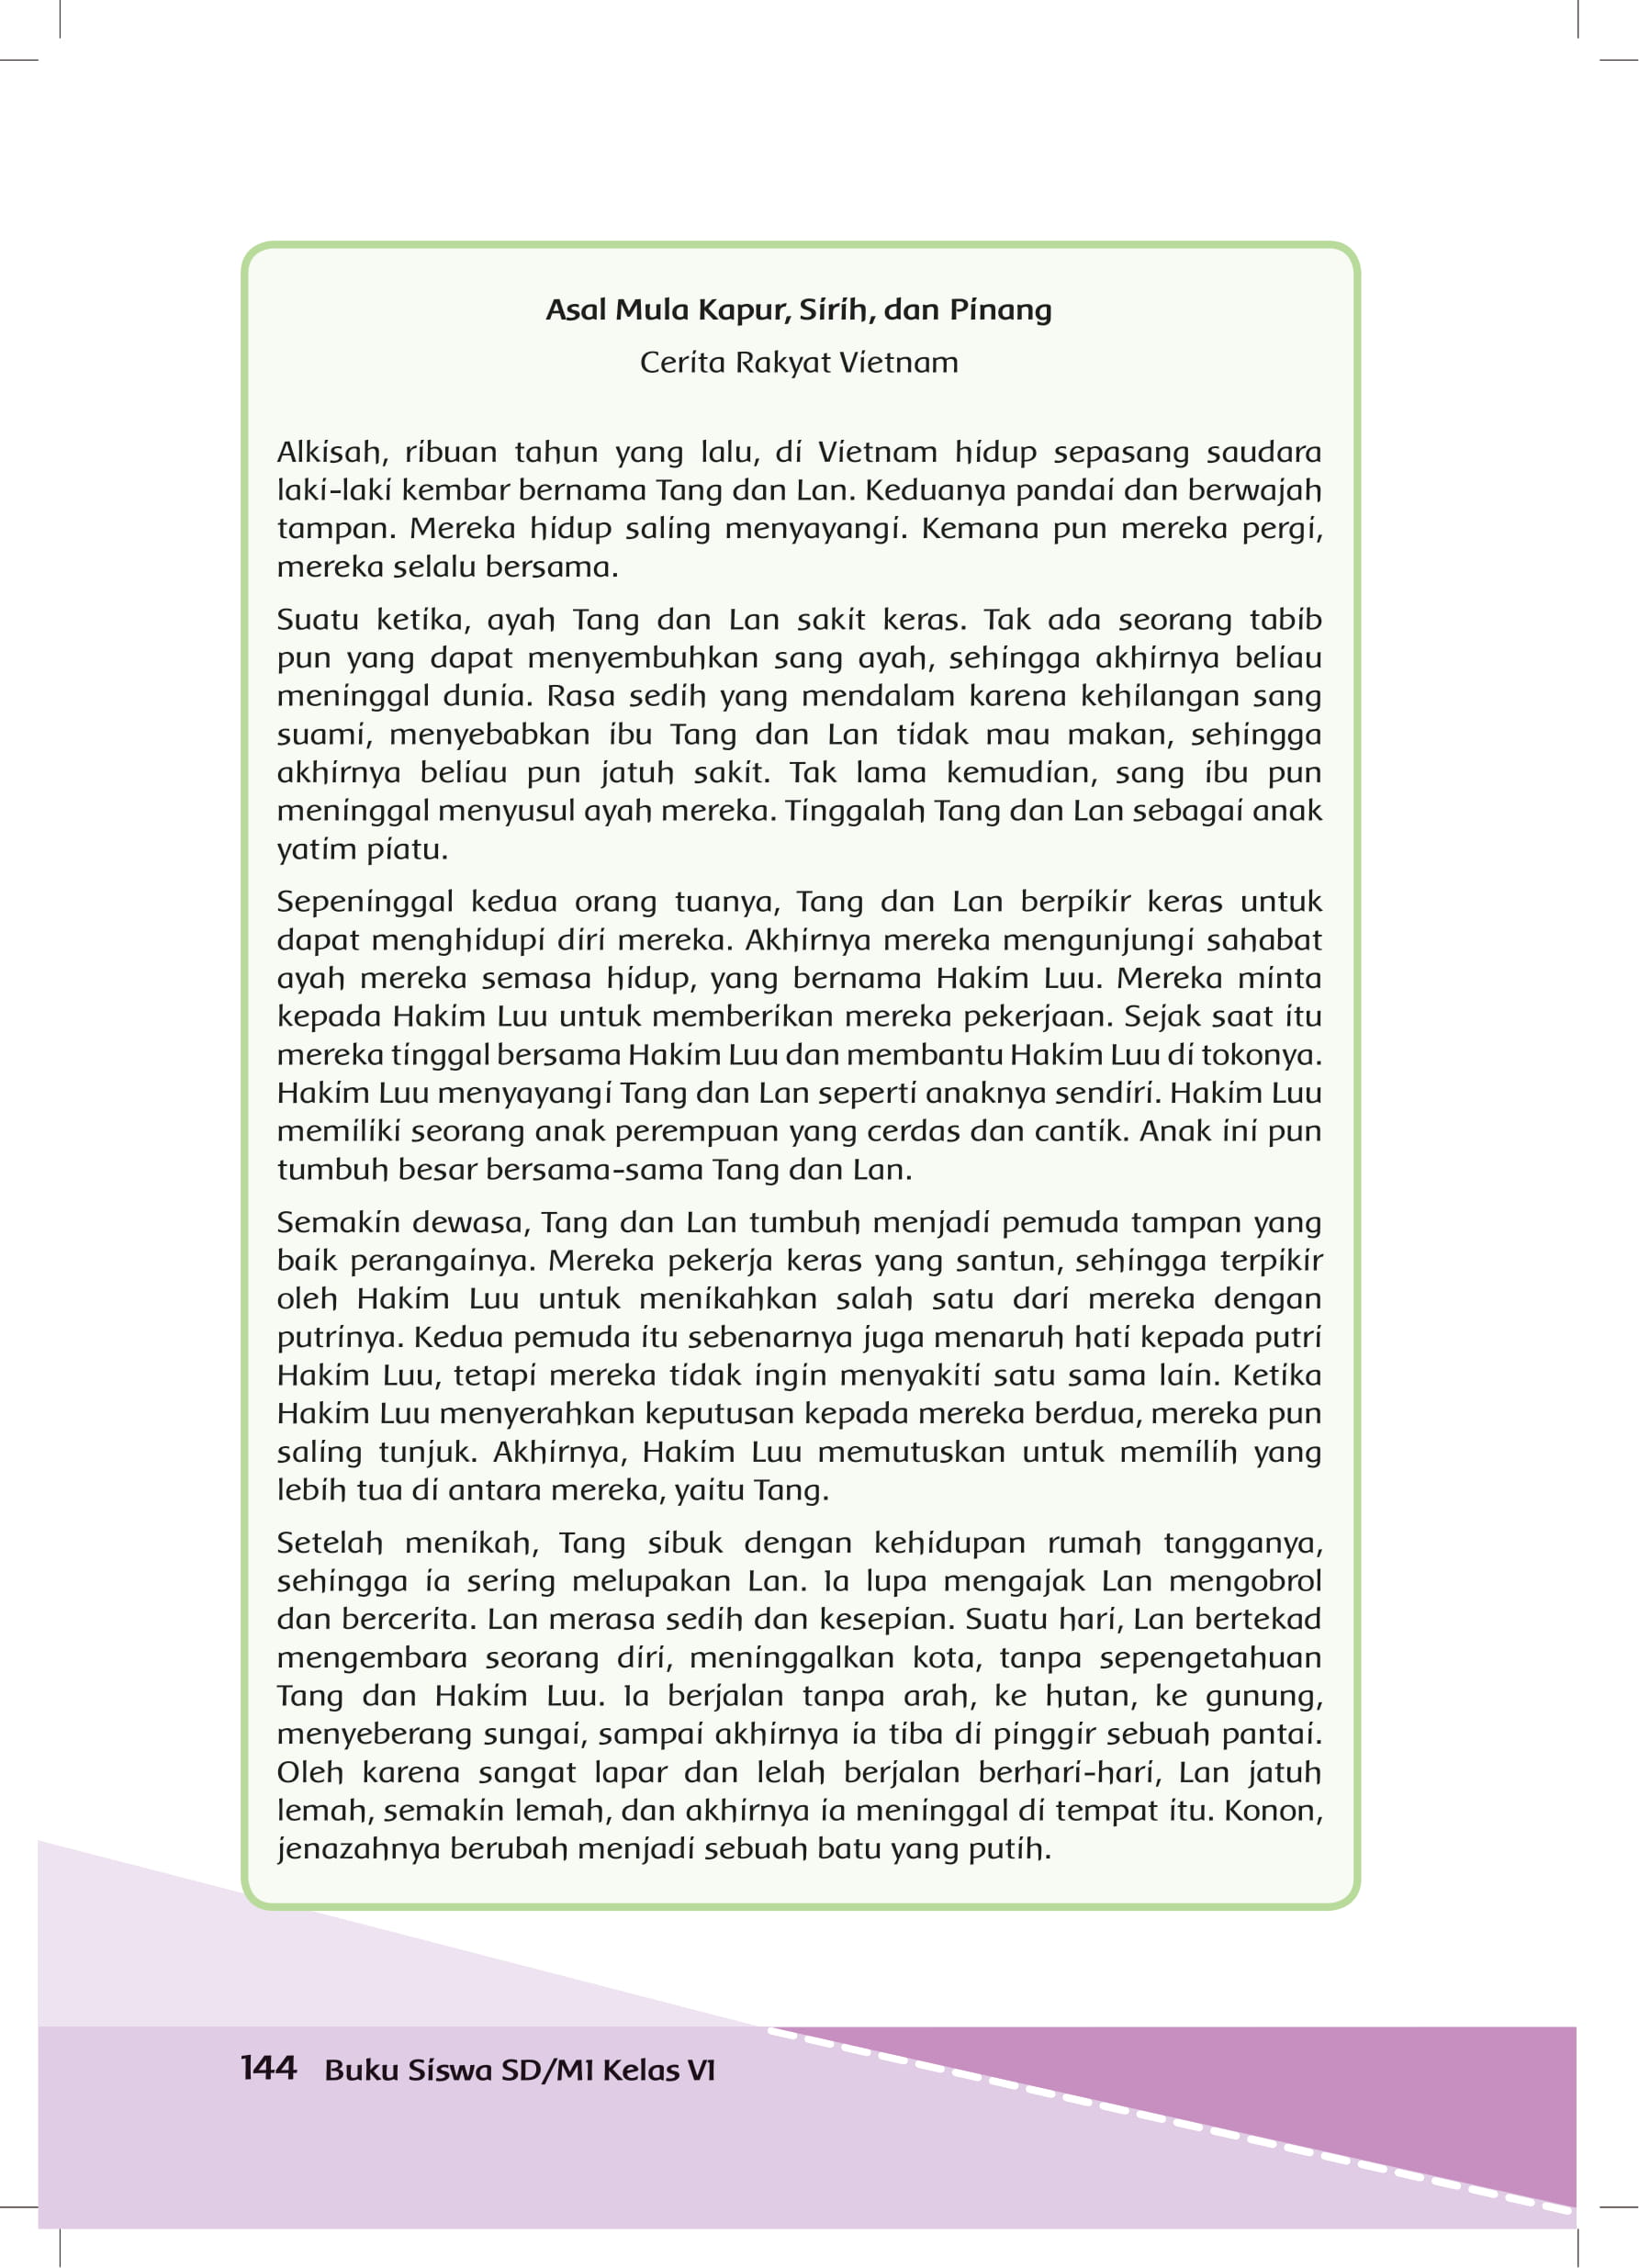 Asal Mula Kapur, Sirih, dan Pinang
Cerita Rakyat Vietnam
Alkisah, ribuan tahun yang lalu, di Vietnam hidup sepasang saudara
laki-laki kembar bernama Tang dan Lan. Keduanya pandai dan berwajah
tampan. Mereka hidup saling menyayangi. Kemana pun mereka pergi,
mereka selalu bersama.
Suatu ketika, ayah Tang dan Lan sakit keras. Tak ada seorang tabib
pun yang dapat menyembuhkan sang ayah, sehingga akhirnya beliau
meninggal dunia. Rasa sedih yang mendalam karena kehilangan sang
suami, menyebabkan ibu Tang dan Lan tidak mau makan, sehingga
akhirnya beliau pun jatuh sakit. Tak lama kemudian, sang ibu pun
meninggal menyusul ayah mereka. Tinggalah Tang dan Lan sebagai anak
yatim piatu.
Sepeninggal kedua orang tuanya, Tang dan Lan berpikir keras untuk
dapat menghidupi diri mereka. Akhirnya mereka mengunjungi sahabat
ayah mereka semasa hidup, yang bernama Hakim Luu. Mereka minta
kepada Hakim Luu untuk memberikan mereka pekerjaan. Sejak saat itu
mereka tinggal bersama Hakim Luu dan membantu Hakim Luu di tokonya.
Hakim Luu menyayangi Tang dan Lan seperti anaknya sendiri. Hakim Luu
memiliki seorang anak perempuan yang cerdas dan cantik. Anak ini pun
tumbuh besar bersama-sama Tang dan Lan.
Semakin dewasa, Tang dan Lan tumbuh menjadi pemuda tampan yang
baik perangainya. Mereka pekerja keras yang santun, sehingga terpikir
oleh Hakim Luu untuk menikahkan salah satu dari mereka dengan
putrinya. Kedua pemuda itu sebenarnya juga menaruh hati kepada putri
Hakim Luu, tetapi mereka tidak ingin menyakiti satu sama lain. Ketika
Hakim Luu menyerahkan keputusan kepada mereka berdua, mereka pun
saling tunjuk. Akhirnya, Hakim Luu memutuskan untuk memilih yang
lebih tua di antara mereka, yaitu Tang.
Setelah menikah, Tang sibuk dengan kehidupan rumah tangganya,
sehingga ia sering melupakan Lan. Ia lupa mengajak Lan mengobrol
dan bercerita. Lan merasa sedih dan kesepian. Suatu hari, Lan bertekad
mengembara seorang diri, meninggalkan kota, tanpa sepengetahuan
Tang dan Hakim Luu. Ia berjalan tanpa arah, ke hutan, ke gunung,
menyeberang sungai, sampai akhirnya ia tiba di pinggir sebuah pantai.
Oleh karena sangat lapar dan lelah berjalan berhari-hari, Lan jatuh
lemah, semakin lemah, dan akhirnya ia meninggal di tempat itu. Konon,
jenazahnya berubah menjadi sebuah batu yang putih.
144 Buku Siswa SD/MI Kelas VI